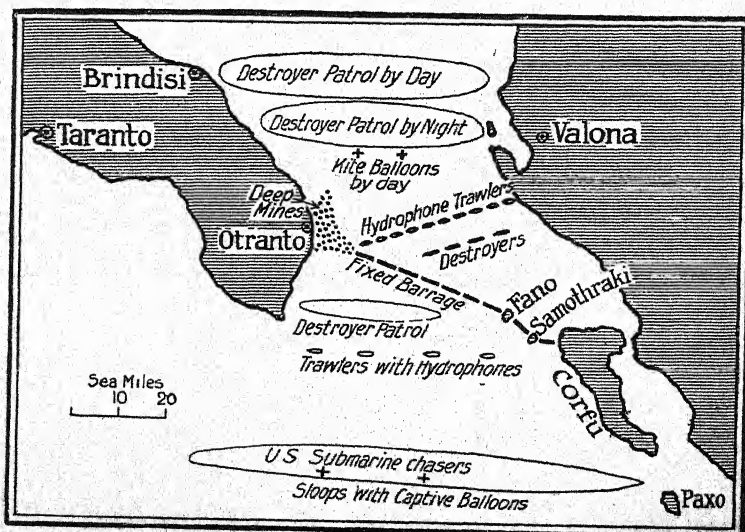 Brindisi
Destroyer Patrol by Day
Taranto
Destroyer Patrol by Night
Valona
Kite Balloons
by day
Deep
Mines
Hydrophone Trawlers
Otranto
Destroyers
Fixed Barrage
Fano
Samothraki
Destroyer Patrol
Trawlers with Hydrophones
Sea Miles
10 20
Corfu
U S Submarine chasers
Sloops with Captive Balloons
Paxo